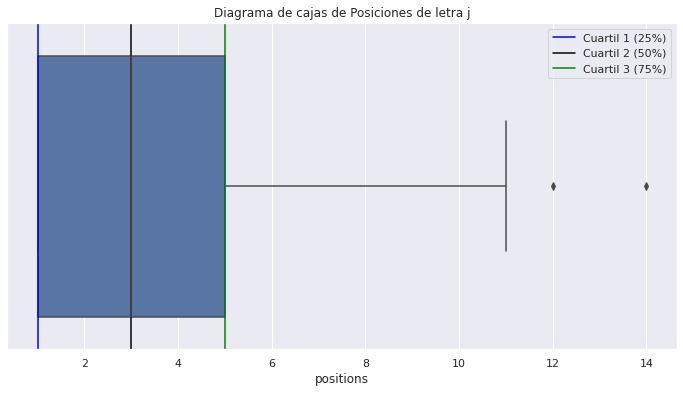 Diagrama de cajas de Posiciones de letra j
Cuartil 1 (25%)
Cuartil 2 (50%)
Cuartil 3 (75%)
2 4 6 8 10 12 14
positions